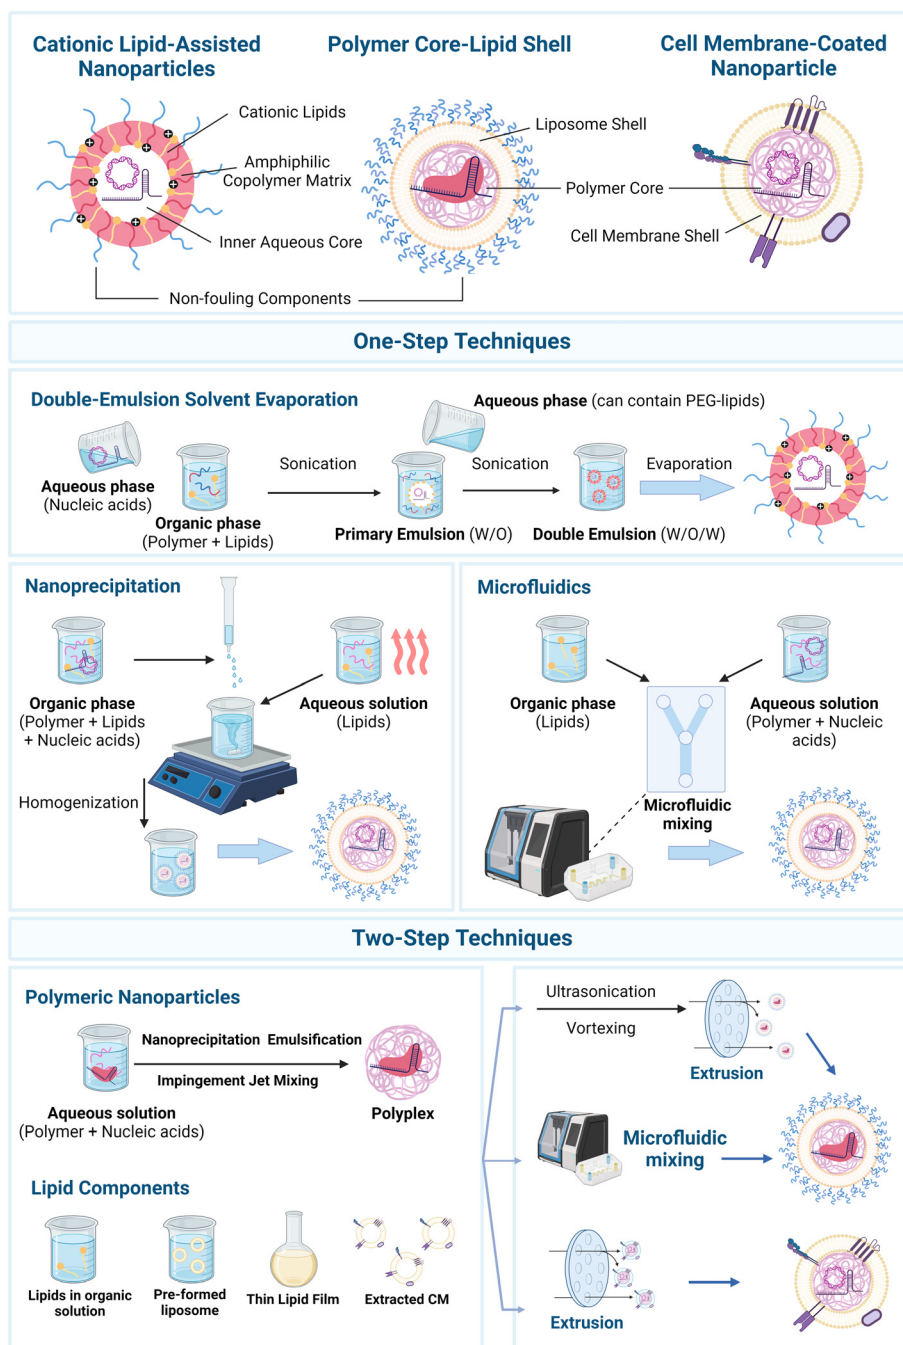 Cationic Lipid-Assisted
Nanoparticles
Polymer Core-Lipid Shell
Cell Membrane-Coated
Nanoparticle
Cationic Lipids
Amphiphilic
Copolymer Matrix
Inner Aqueous Core
Liposome Shell
Polymer Core
Cell Membrane Shell
Non-fouling Components
One-Step Techniques
Double-Emulsion Solvent Evaporation
Aqueous phase (can contain PEG-lipids)
Aqueous phase
(Nucleic acids)
Organic phase
(Polymer + Lipids)
Sonication
Primary Emulsion (W/O)
Sonication
Double Emulsion (W/O/W)
Evaporation
Nanoprecipitation
Organic phase
(Polymer + Lipids
+ Nucleic acids)
Aqueous solution
(Lipids)
Homogenization
Microfluidics
Organic phase
(Lipids)
Aqueous solution
(Polymer + Nucleic
acids)
Microfluidic
mixing
Two-Step Techniques
Polymeric Nanoparticles
Nanoprecipitation Emulsification
Impingement Jet Mixing
Aqueous solution
(Polymer + Nucleic acids)
Polyplex
Lipid Components
Lipids in organic
solution
Pre-formed
liposome
Thin Lipid Film
Extracted CM
Ultrasonication
Vortexing
Extrusion
Microfluidic
mixing
Extrusion